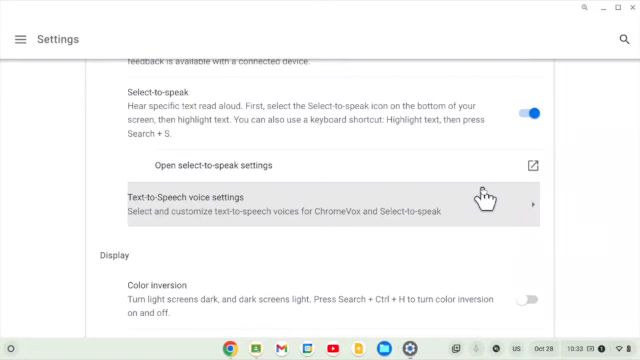 Settings
feedback is available with a connected device.
Select-to-speak
Hear specific text read aloud. First, select the Select-to-speak icon on the bottom of your
screen, then highlight text. You can also use a keyboard shortcut: Highlight text, then press
Search + S.
Open select-to-speak settings
Text-to-Speech voice settings
Select and customize text-to-speech voices for ChromeVox and Select-to-speak
Display
Color inversion
Turn light screens dark, and dark screens light. Press Search + Ctrl + H to turn color inversion
on and off.
US Oct 28 10:33